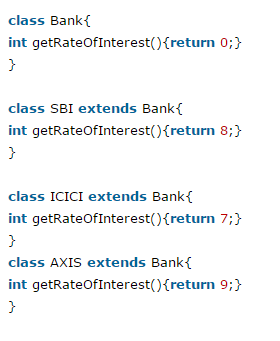 class Bank{
int getRateOfInterest(){return 0;}
}

class SBI extends Bank{
int getRateOfInterest(){return 8;}
}

class ICICI extends Bank{
int getRateOfInterest(){return 7;}
}
class AXIS extends Bank{
int getRateOfInterest(){return 9;}
}